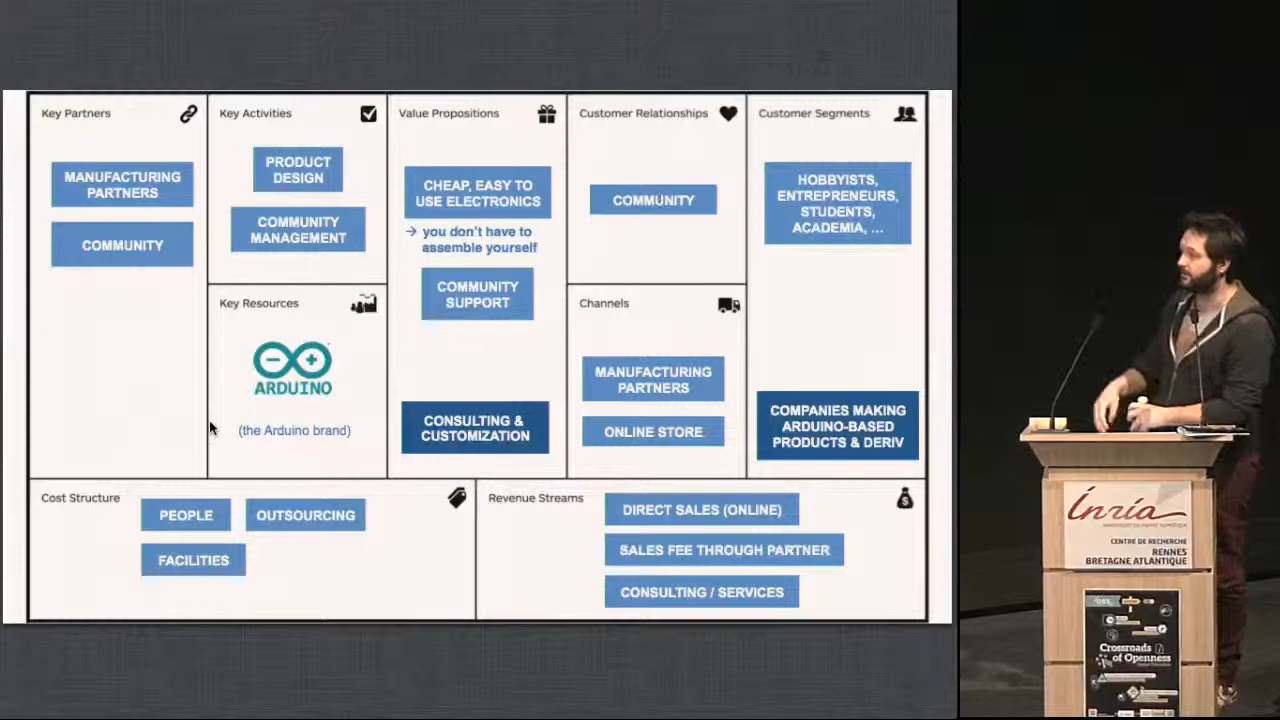 Key Partners
MANUFACTURING
PARTNERS
COMMUNITY
Key Activities
PRODUCT
DESIGN
COMMUNITY
MANAGEMENT
Key Resources
ARDUINO
(the Arduino brand)
Value Propositions
CHEAP, EASY TO
USE ELECTRONICS
→ you don't have to
assemble yourself
COMMUNITY
SUPPORT
CONSULTING &
CUSTOMIZATION
Customer Relationships
COMMUNITY
Channels
MANUFACTURING
PARTNERS
ONLINE STORE
Customer Segments
HOBBYISTS,
ENTREPRENEURS,
STUDENTS,
ACADEMIA, ...
COMPANIES MAKING
ARDUINO-BASED
PRODUCTS & DERIV
Cost Structure
PEOPLE
OUTSOURCING
FACILITIES
Revenue Streams
DIRECT SALES (ONLINE)
SALES FEE THROUGH PARTNER
CONSULTING / SERVICES
Inria
CENTRE DE RECHERCHE
RENNES
BRETAGNE ATLANTIQUE
Crossroads
of Openness